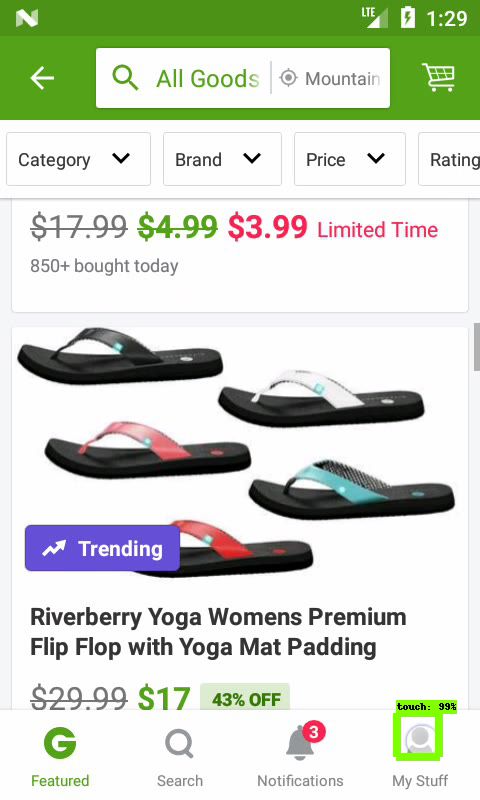 LTE 1:29
All Goods Mountain
Category Brand Price Rating
$17.99 $4.99 $3.99 Limited Time
850+ bought today
Trending
Riverberry Yoga Womens Premium
Flip Flop with Yoga Mat Padding
$29.99 $17 43% OFF
touch: 99%
G 3
Featured Search Notifications My Stuff